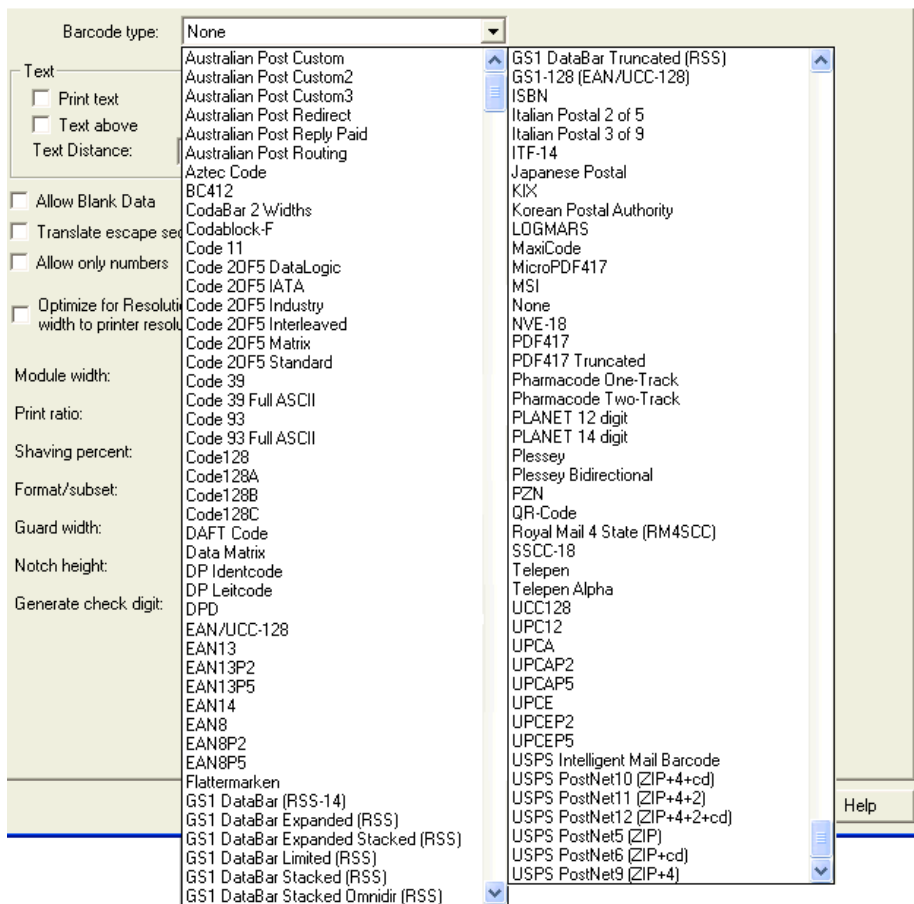 Barcode type:
None
Text
Print text
Text above
Text Distance:
Allow Blank Data
Translate escape
Allow only numbers
Optimize for
width to printer
Module width:
Print ratio:
Shaving percent:
Format/subset:
Guard width:
Notch height:
Generate check digit:
Australian Post Custom
Australian Post Custom2
Australian Post Custom3
Australian Post Redirect
Australian Post Reply Paid
Australian Post Routing
Aztec Code
BC412
CodaBar 2 Widths
Codablock-F
Code 11
Code 2OF5 DataLogic
Code 2OF5 IATA
Code 2OF5 Industry
Code 2OF5 Interleaved
Code 2OF5 Matrix
Code 2OF5 Standard
Code 39
Code 39 Full ASCII
Code 93
Code 93 Full ASCII
Code128
Code128A
Code128B
Code128C
DAFT Code
Data Matrix
DP Identcode
DP Leitcode
DPD
EAN/UCC-128
EAN13
EAN13P2
EAN13P5
EAN14
EAN8
EAN8P2
EAN8P5
Flattermarken
GS1 DataBar (RSS-14)
GS1 DataBar Expanded (RSS)
GS1 DataBar Expanded Stacked (RSS)
GS1 DataBar Limited (RSS)
GS1 DataBar Stacked (RSS)
GS1 DataBar Stacked Omnidir (RSS)
GS1 DataBar Truncated (RSS)
GS1-128 (EAN/UCC-128)
ISBN
Italian Postal 2 of 5
Italian Postal 3 of 9
ITF-14
Japanese Postal
KIX
Korean Postal Authority
LOGMARS
MaxiCode
MicroPDF417
MSI
None
NVE-18
PDF417
PDF417 Truncated
Pharmacode One-Track
Pharmacode Two-Track
PLANET 12 digit
PLANET 14 digit
Plessey
Plessey Bidirectional
PZN
QR-Code
Royal Mail 4 State (RM4SCC)
SSCC-18
Telepen
Telepen Alpha
UCC128
UPC12
UPCA
UPCAP2
UPCAP5
UPCE
UPCEP2
UPCEP5
USPS Intelligent Mail Barcode
USPS PostNet10 (ZIP+4+cd)
USPS PostNet11 (ZIP+4+2)
USPS PostNet12 (ZIP+4+2+cd)
USPS PostNet5 (ZIP)
USPS PostNet6 (ZIP+cd)
USPS PostNet9 (ZIP+4)
Help